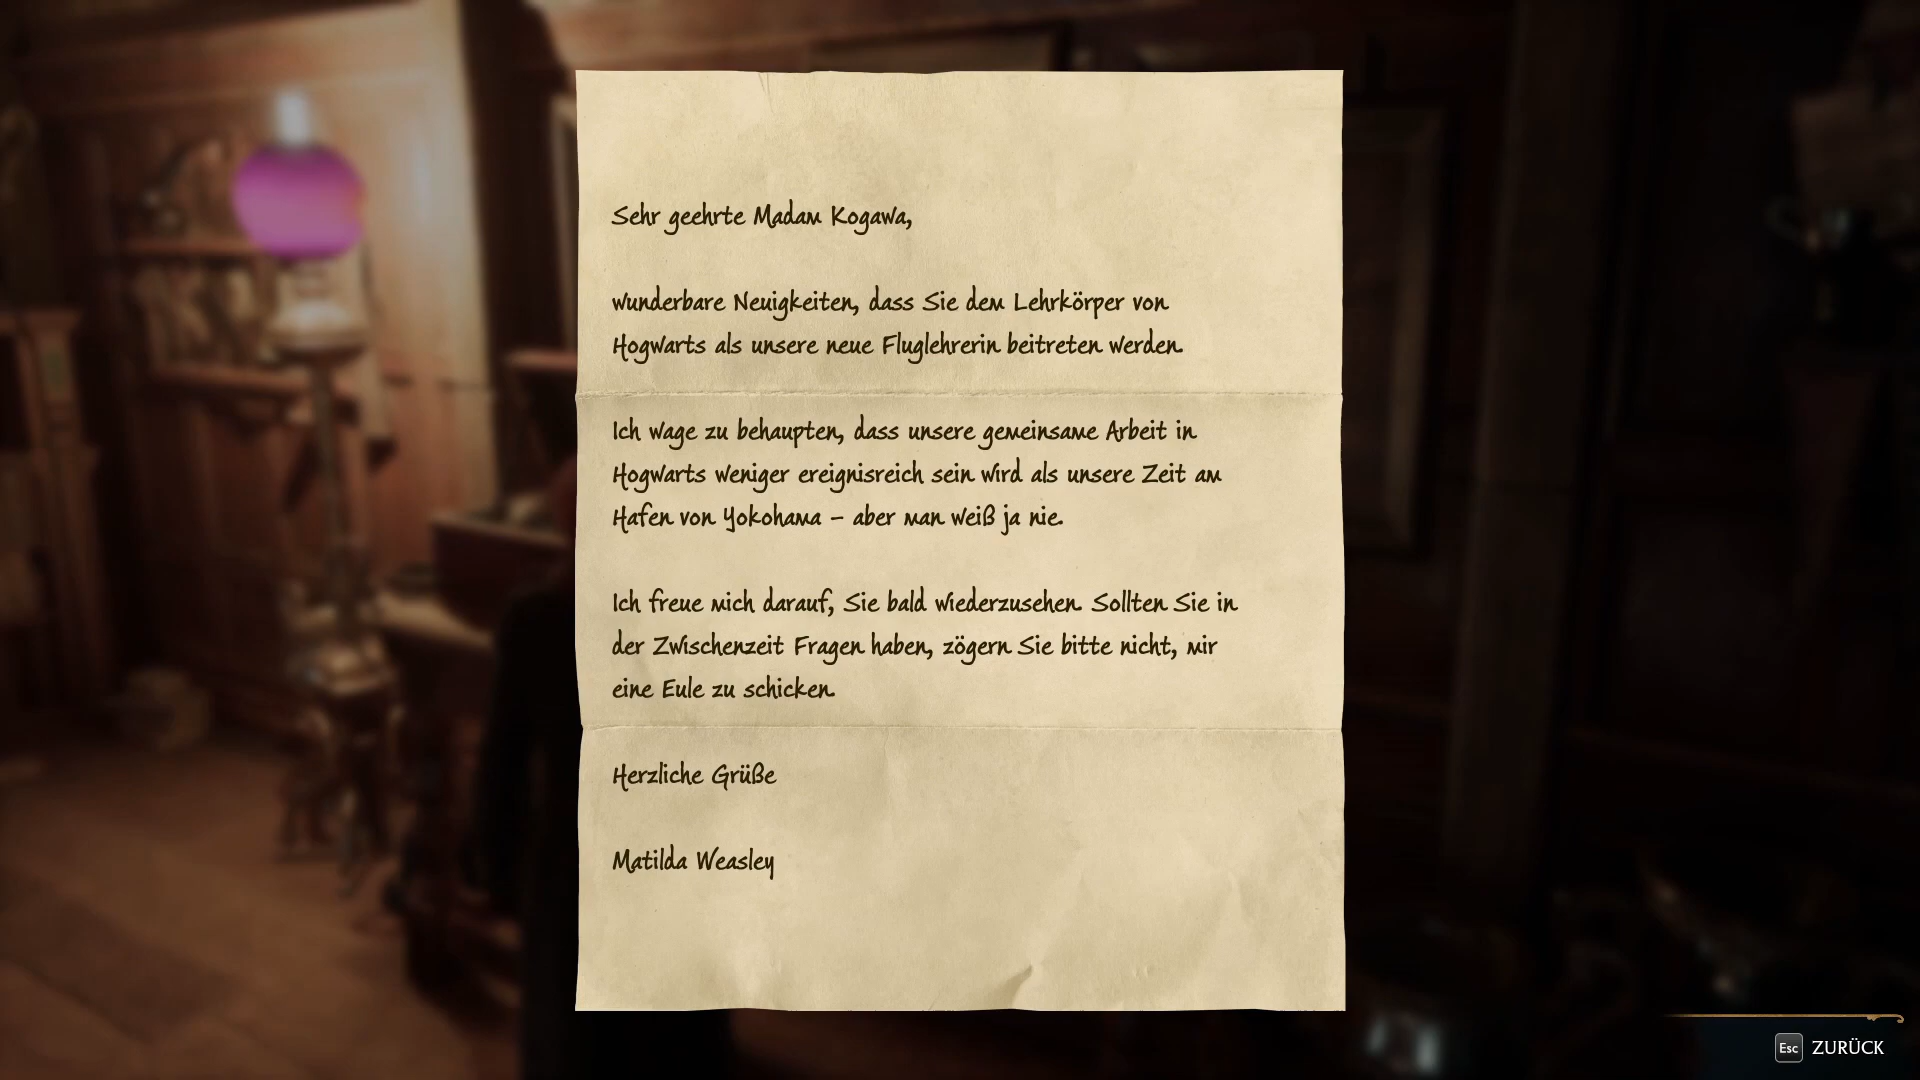 Sehr geehrte Madam Kogawa,
wunderbare Neuigkeiten, dass Sie dem Lehrkörper von
Hogwarts als unsere neue Fluglehrerin beitreten werden.
Ich wage zu behaupten, dass unsere gemeinsame Arbeit in
Hogwarts weniger ereignisreich sein wird als unsere Zeit am
Hafen von Yokohama – aber man weiß ja nie.
Ich freue mich darauf, Sie bald wiederzusehen. Sollten Sie in
der Zwischenzeit Fragen haben, zögern Sie bitte nicht, mir
eine Eule zu schicken.
Herzliche Grüße
Matilda Weasley
Esc ZURÜCK